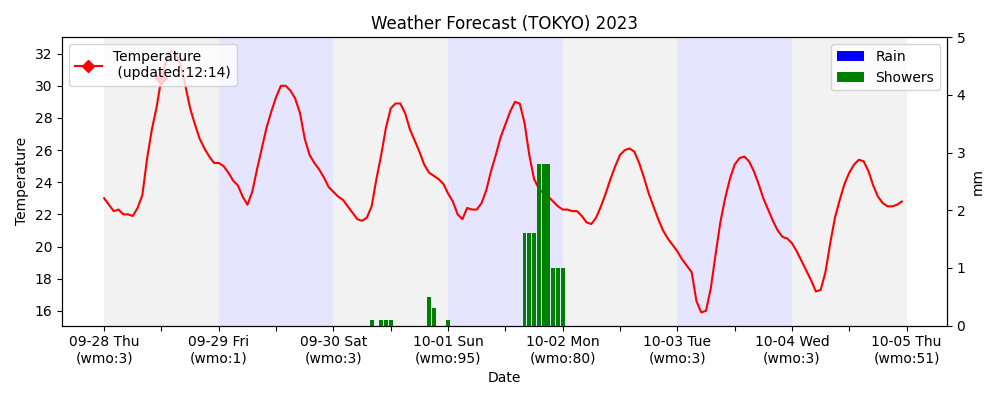 Weather Forecast (TOKYO) 2023
Temperature
(updated:12:14)
Rain
Showers
Temperature
32
30
28
26
24
22
20
18
16
5
4
3
2
1
0
mm
09-28 Thu
(wmo:3)
09-29 Fri
(wmo:1)
09-30 Sat
(wmo:3)
10-01 Sun
(wmo:95)
10-02 Mon
(wmo:80)
10-03 Tue
(wmo:3)
10-04 Wed
(wmo:3)
10-05 Thu
(wmo:51)
Date